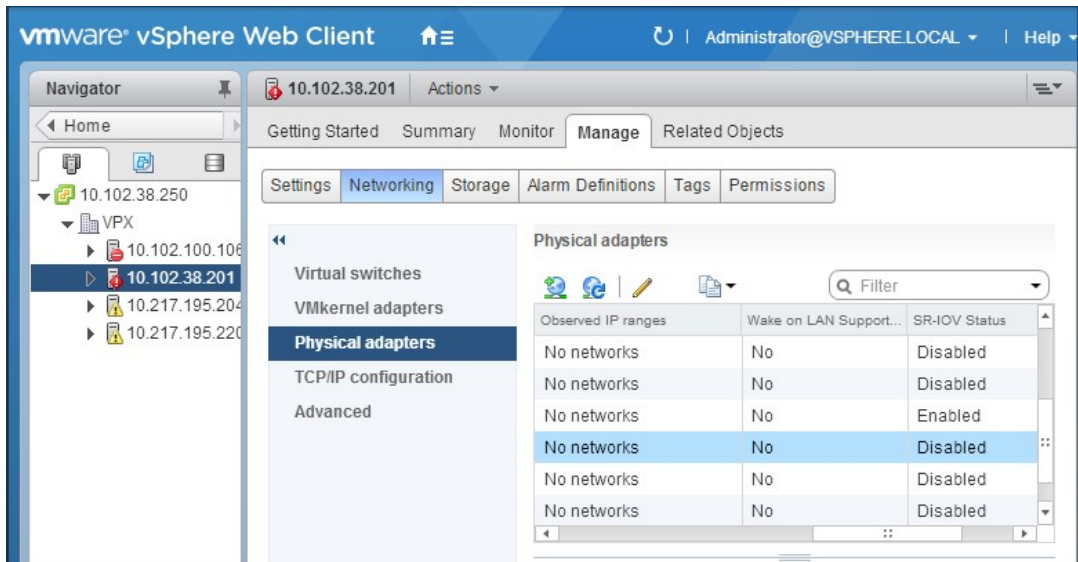 vmware® vSphere Web Client
Administrator@VSPHERE.LOCAL
Help
Navigator
Home
10.102.38.250
VPX
10.102.100.106
10.102.38.201
10.217.195.204
10.217.195.220
10.102.38.201 Actions
Getting Started Summary Monitor Manage Related Objects
Settings Networking Storage Alarm Definitions Tags Permissions
Virtual switches
VMkernel adapters
Physical adapters
TCP/IP configuration
Advanced
Physical adapters
Filter
Observed IP ranges Wake on LAN Support... SR-IOV Status
No networks No Disabled
No networks No Disabled
No networks No Enabled
No networks No Disabled
No networks No Disabled
No networks No Disabled